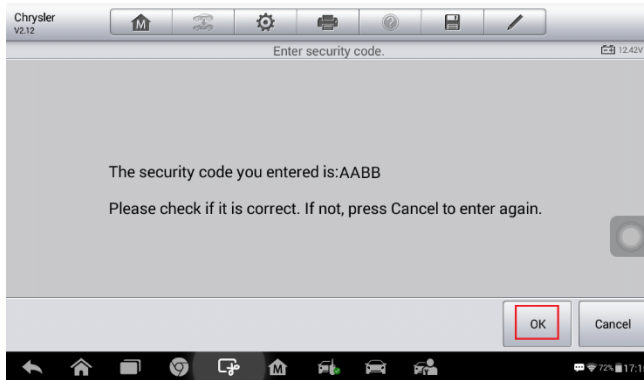 Chrysler
V2.12
Enter security code.
12.42V
The security code you entered is:AABB
Please check if it is correct. If not, press Cancel to enter again.
OK
Cancel
72%